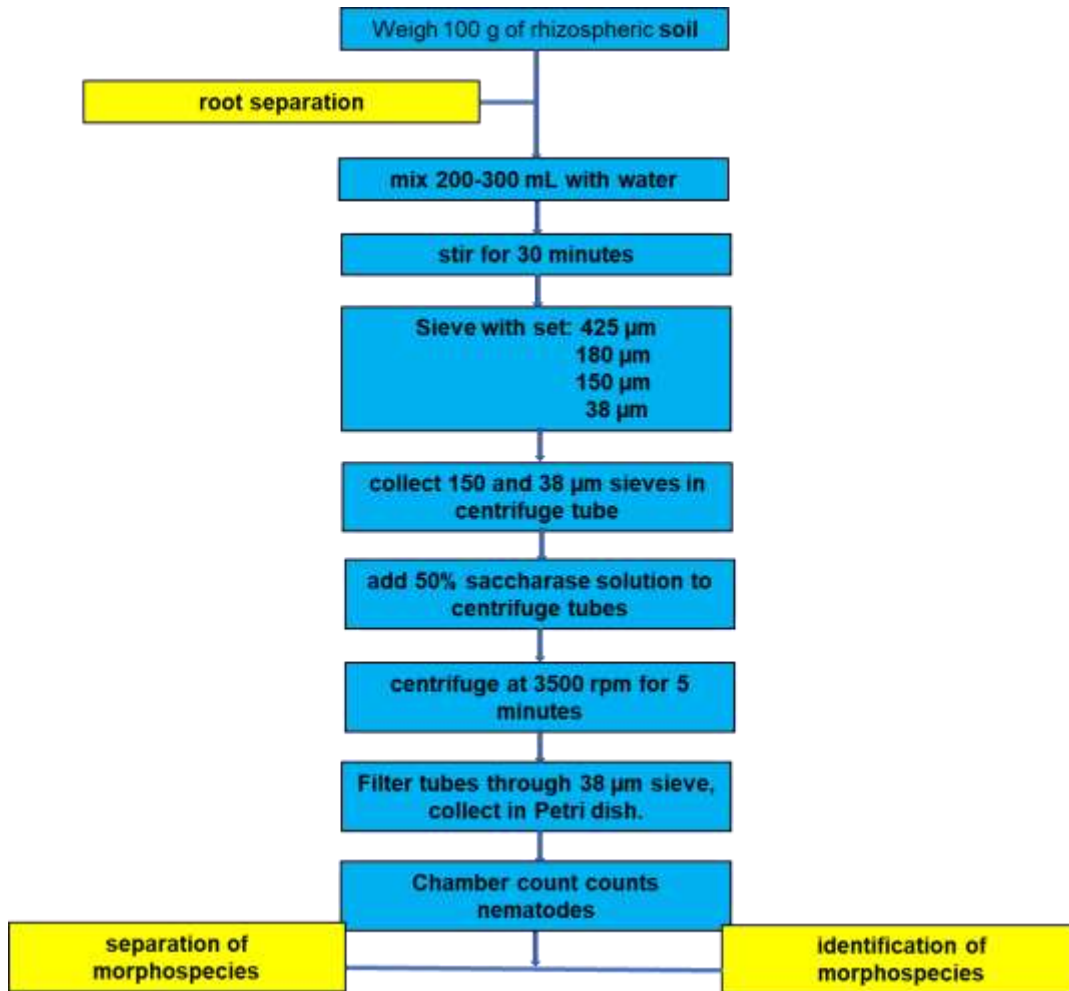 Weigh 100 g of rhizospheric soil
root separation
mix 200-300 mL with water
stir for 30 minutes
Sieve with set: 425 µm
180 µm
150 µm
38 µm
collect 150 and 38 µm sieves in
centrifuge tube
add 50% saccharase solution to
centrifuge tubes
centrifuge at 3500 rpm for 5
minutes
Filter tubes through 38 µm sieve,
collect in Petri dish.
Chamber count counts
nematodes
separation of
morphospecies
identification of
morphospecies